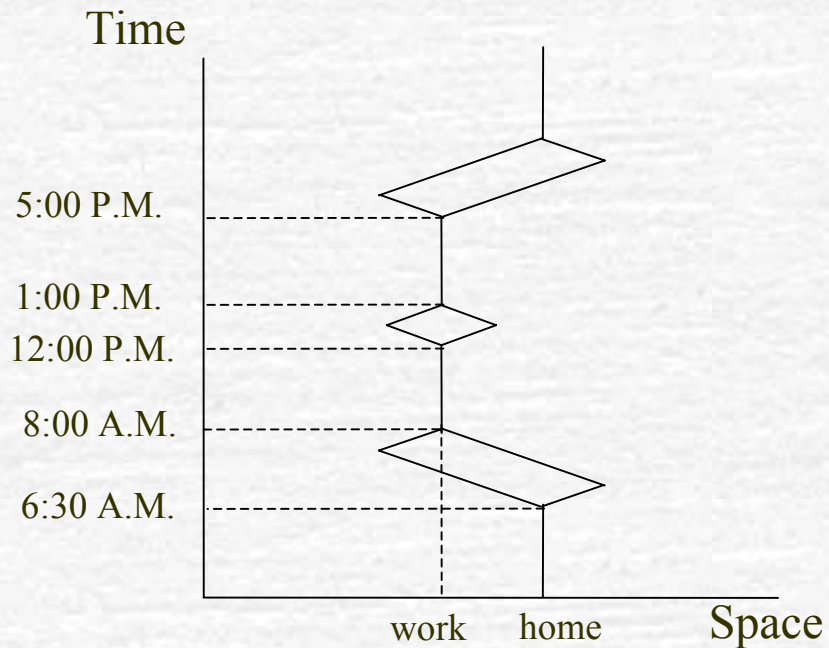 Time
5:00 P.M.
1:00 P.M.
12:00 P.M.
8:00 A.M.
6:30 A.M.
work home Space